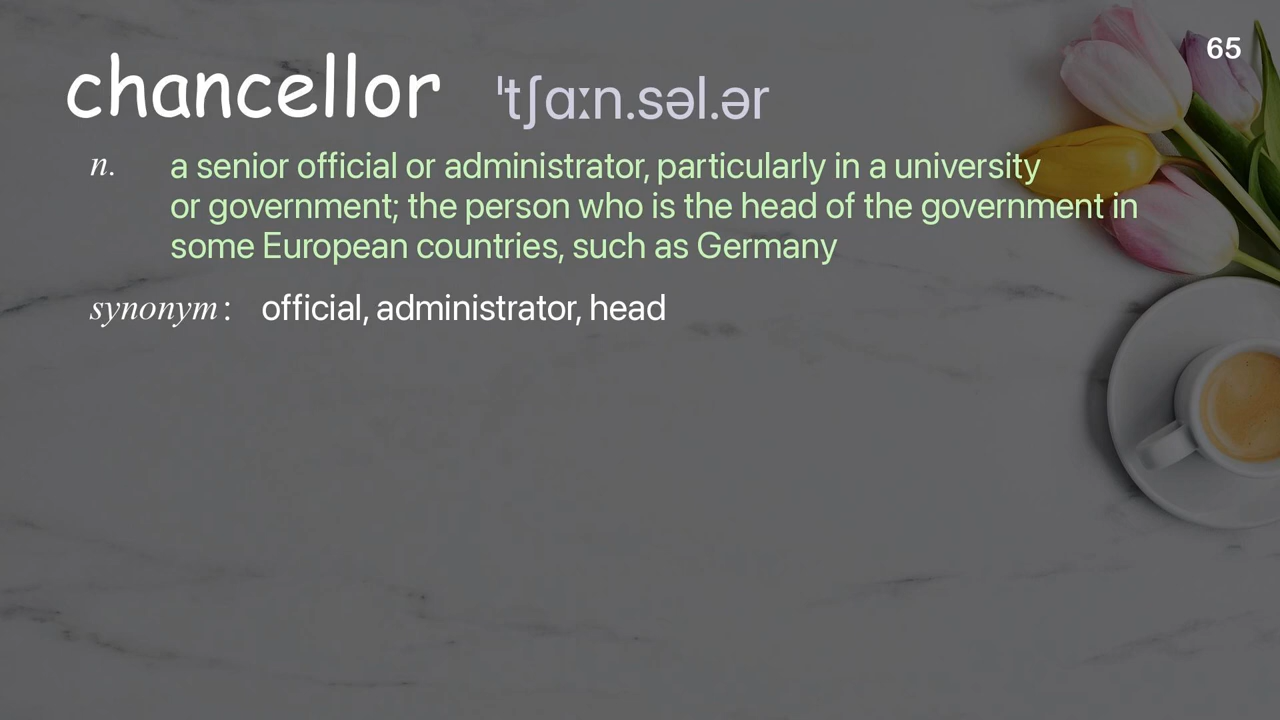 65
chancellor ˈtʃɑːn.səl.ər
n. a senior official or administrator, particularly in a university
or government; the person who is the head of the government in
some European countries, such as Germany
synonym: official, administrator, head